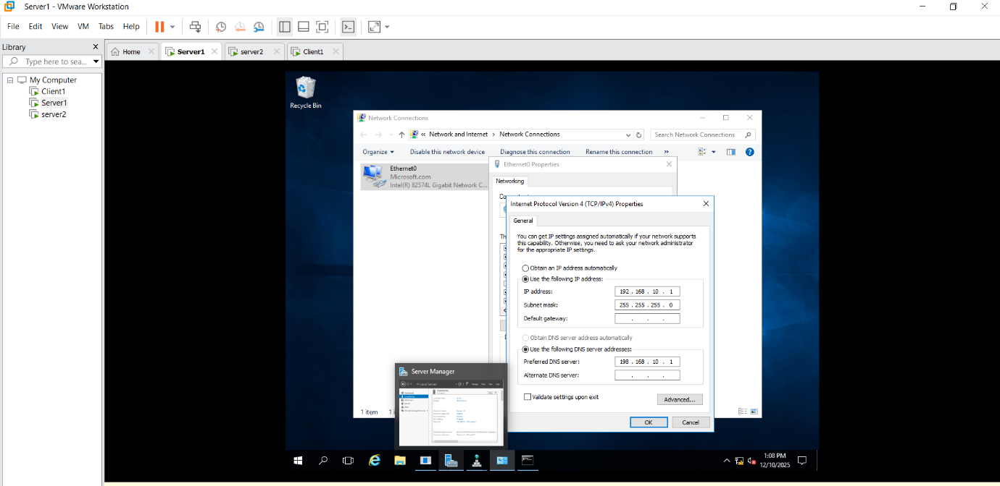 Server1 - VMware Workstation
File Edit View VM Tabs Help
Library
Type here to sea...
Home Server1 server2 Client1
My Computer
Client1
Server1
server2
Recycle Bin
Network Connections
« Network and Internet › Network Connections
Search Network Connections
Organize Disable this network device Diagnose this connection Rename this connection »
Ethernet0
Microsoft.com
Intel(R) 82574L Gigabit Network C...
Ethernet0 Properties
Networking
Internet Protocol Version 4 (TCP/IPv4) Properties
General
You can get IP settings assigned automatically if your network supports
this capability. Otherwise, you need to ask your network administrator
for the appropriate IP settings.
Obtain an IP address automatically
Use the following IP address:
IP address: 192 . 168 . 10 . 1
Subnet mask: 255 . 255 . 255 . 0
Default gateway: . . .
Obtain DNS server address automatically
Use the following DNS server addresses:
Preferred DNS server: 198 . 168 . 10 . 1
Alternate DNS server: . . .
Validate settings upon exit
Advanced...
OK Cancel
Server Manager
1 item
1:08 PM
12/10/2025